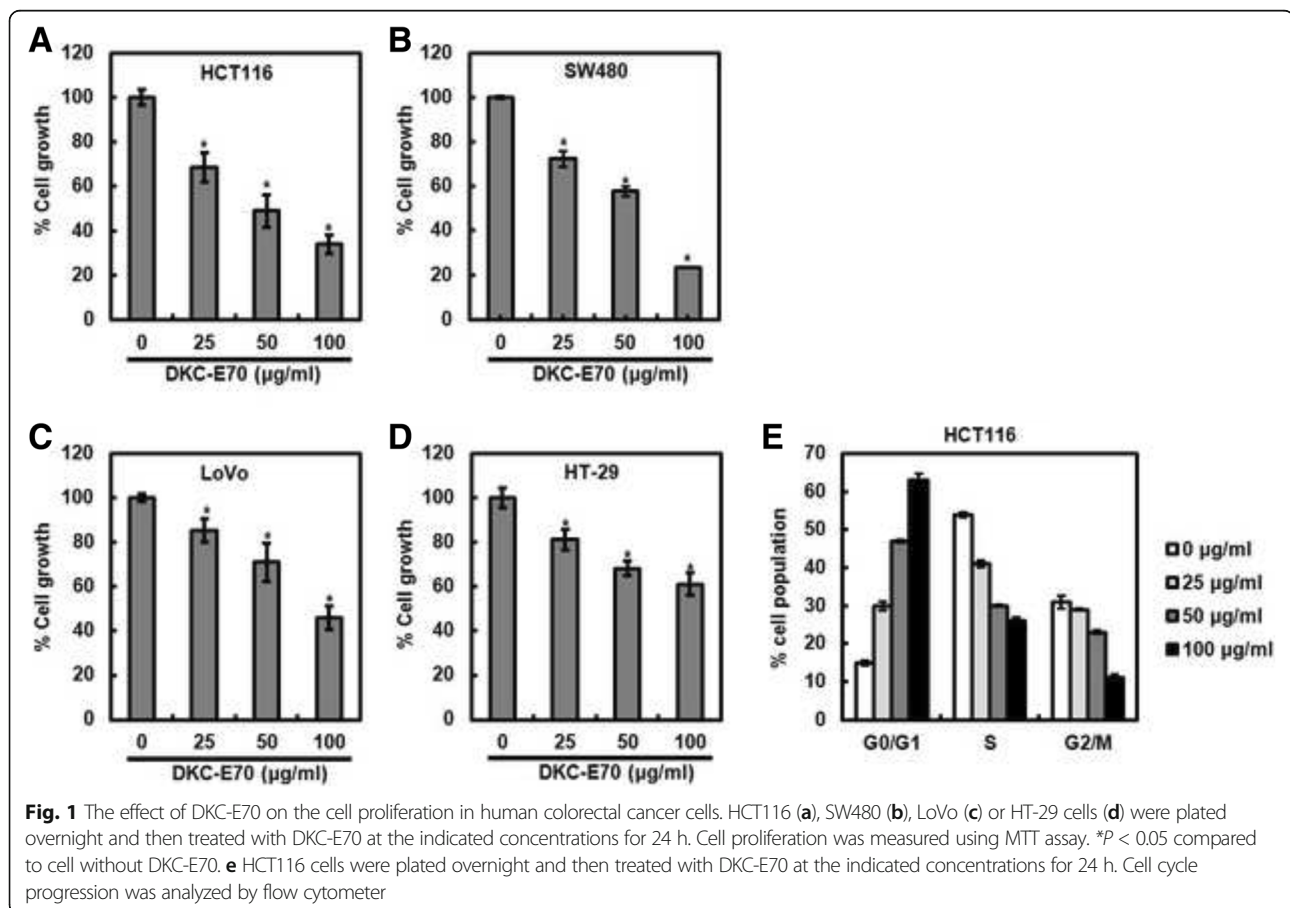 A
HCT116
120
100
80
60
40
20
0
% Cell growth
*
*
*
0 25 50 100
DKC-E70 (µg/ml)
B
SW480
120
100
80
60
40
20
0
% Cell growth
*
*
*
0 25 50 100
DKC-E70 (µg/ml)
C
LoVo
120
100
80
60
40
20
0
% Cell growth
*
*
*
0 25 50 100
DKC-E70 (µg/ml)
D
HT-29
120
100
80
60
40
20
0
% Cell growth
*
*
*
0 25 50 100
DKC-E70 (µg/ml)
E
HCT116
70
60
50
40
30
20
10
0
% cell population
G0/G1 S G2/M
0 µg/ml
25 µg/ml
50 µg/ml
100 µg/ml
Fig. 1 The effect of DKC-E70 on the cell proliferation in human colorectal cancer cells. HCT116 (a), SW480 (b), LoVo (c) or HT-29 cells (d) were plated
overnight and then treated with DKC-E70 at the indicated concentrations for 24 h. Cell proliferation was measured using MTT assay. *P < 0.05 compared
to cell without DKC-E70. e HCT116 cells were plated overnight and then treated with DKC-E70 at the indicated concentrations for 24 h. Cell cycle
progression was analyzed by flow cytometer